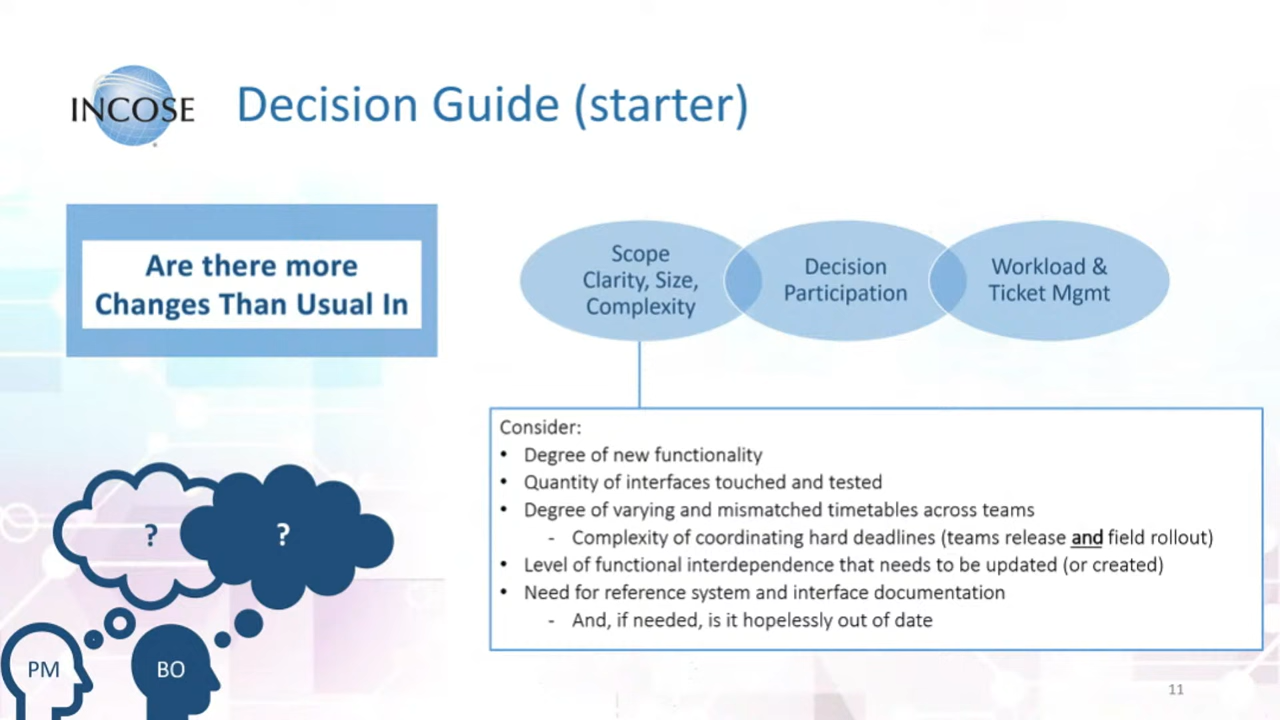 INCOSE
Decision Guide (starter)
Are there more
Changes Than Usual In
Scope
Clarity, Size,
Complexity
Decision
Participation
Workload &
Ticket Mgmt
Consider:
• Degree of new functionality
• Quantity of interfaces touched and tested
• Degree of varying and mismatched timetables across teams
- Complexity of coordinating hard deadlines (teams release and field rollout)
• Level of functional interdependence that needs to be updated (or created)
• Need for reference system and interface documentation
- And, if needed, is it hopelessly out of date
? ?
PM BO
11